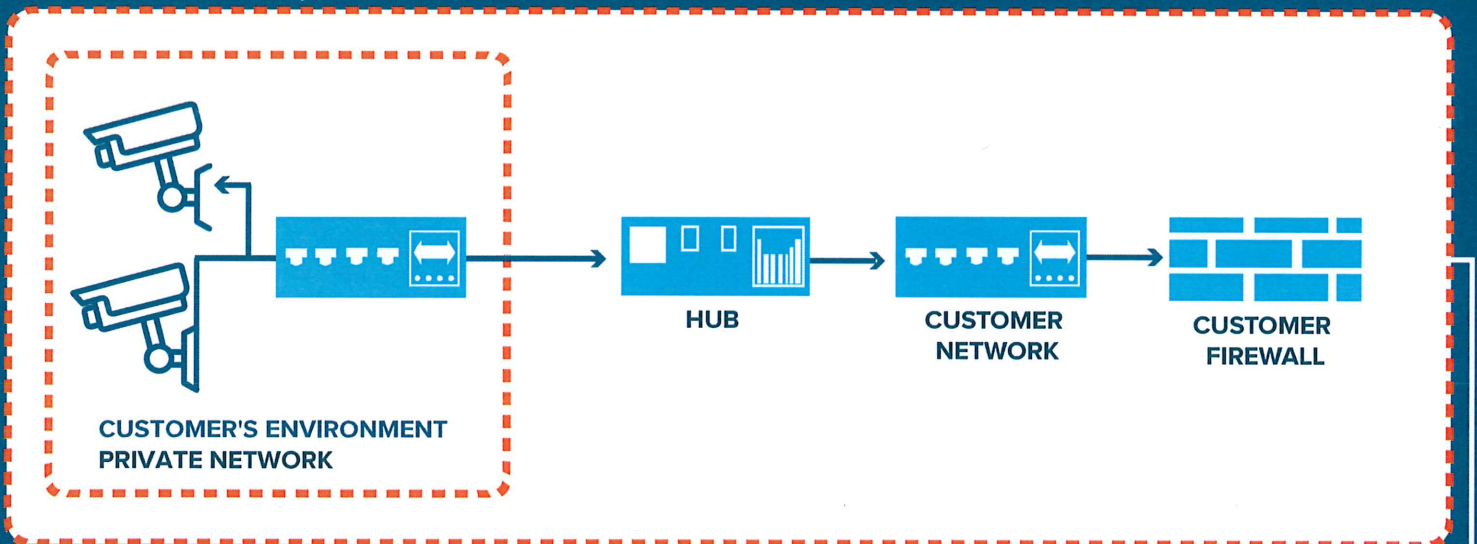 HUB
CUSTOMER
NETWORK
CUSTOMER
FIREWALL
CUSTOMER'S ENVIRONMENT
PRIVATE NETWORK